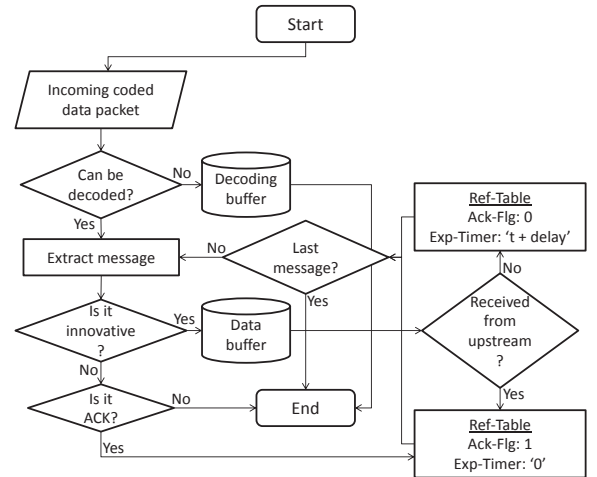 Start
Incoming coded
data packet
Can be
decoded?
No
Decoding
buffer
Yes
Extract message
No
Last
message?
Yes
Ref-Table
Ack-Flg: 0
Exp-Timer: ‘t + delay’
No
Is it
innovative
?
Yes
Data
buffer
Received
from
upstream
?
No
Yes
Is it
ACK?
No
End
Yes
Ref-Table
Ack-Flg: 1
Exp-Timer: ‘0’